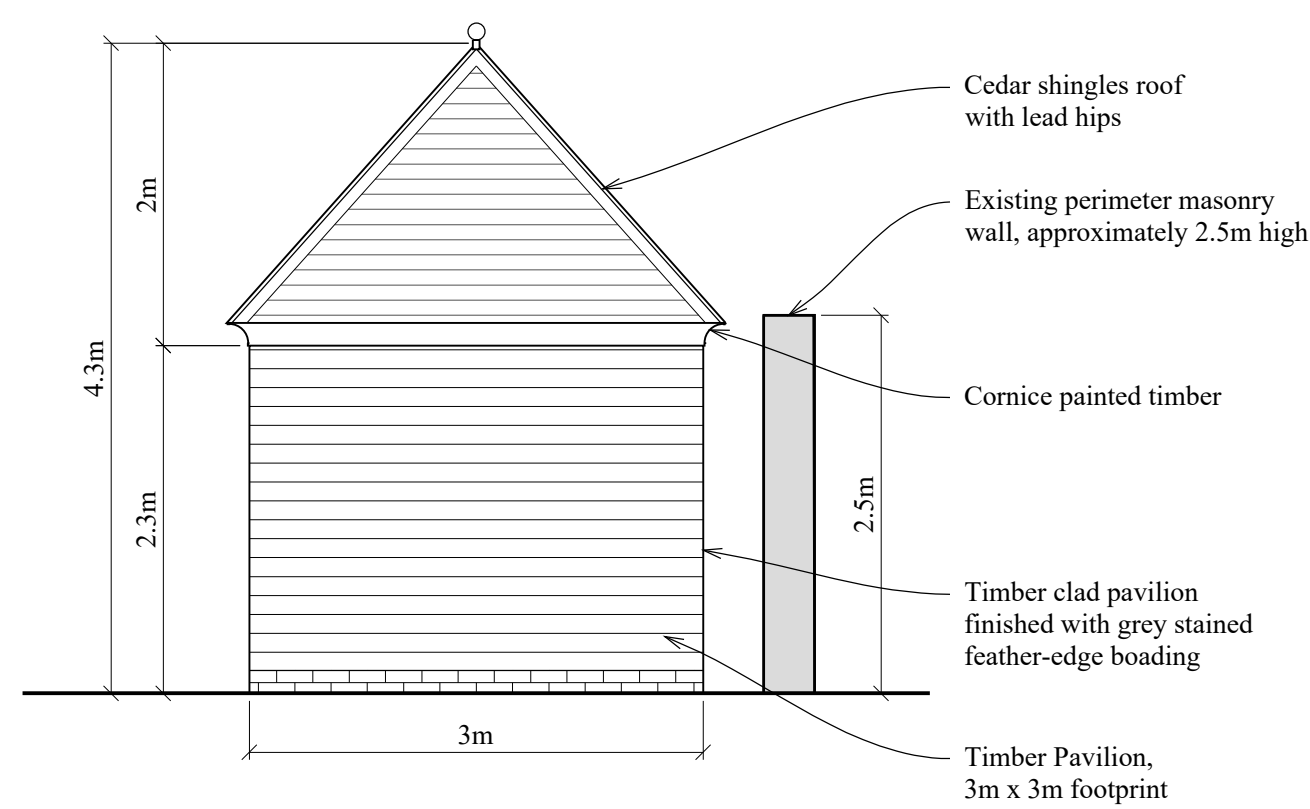 Cedar shingles roof
with lead hips
2m
Existing perimeter masonry
wall, approximately 2.5m high
4.3m
Cornice painted timber
2.3m
2.5m
Timber clad pavilion
finished with grey stained
feather-edge boading
3m
Timber Pavilion,
3m x 3m footprint